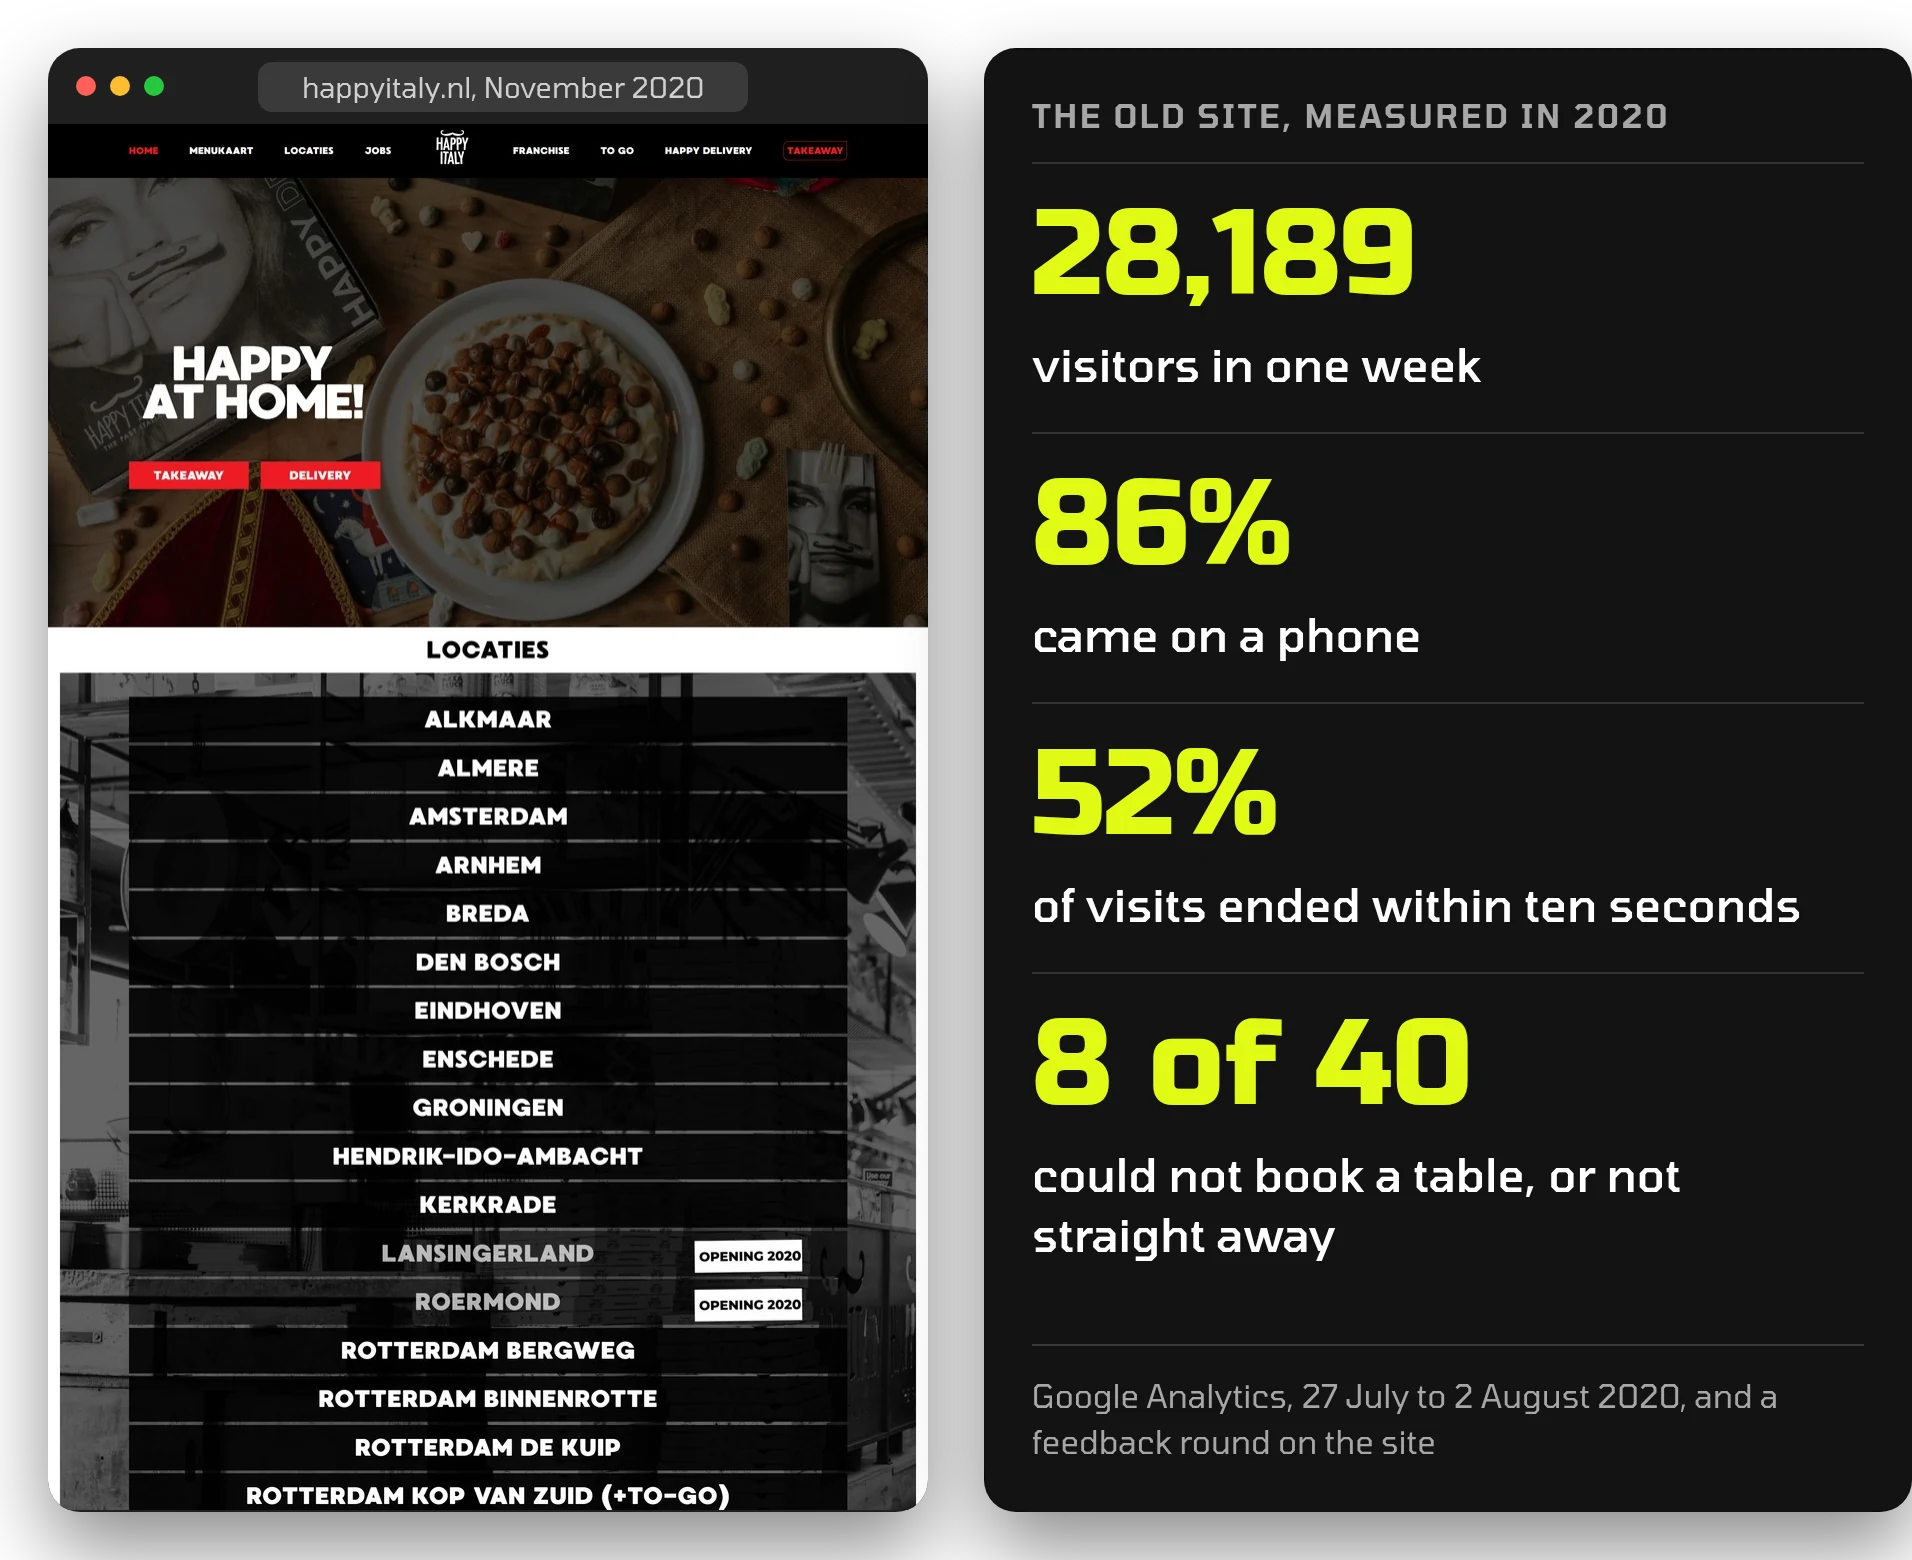 happyitaly.nl, November 2020
HOME MENUKAART LOCATIES JOBS HAPPY ITALY FRANCHISE TO GO HAPPY DELIVERY TAKEAWAY
HAPPY
AT HOME!
TAKEAWAY DELIVERY
LOCATIES
ALKMAAR
ALMERE
AMSTERDAM
ARNHEM
BREDA
DEN BOSCH
EINDHOVEN
ENSCHEDE
GRONINGEN
HENDRIK-IDO-AMBACHT
KERKRADE
LANSINGERLAND OPENING 2020
ROERMOND OPENING 2020
ROTTERDAM BERGWEG
ROTTERDAM BINNENROTTE
ROTTERDAM DE KUIP
ROTTERDAM KOP VAN ZUID (+TO-GO)
THE OLD SITE, MEASURED IN 2020
28,189
visitors in one week
86%
came on a phone
52%
of visits ended within ten seconds
8 of 40
could not book a table, or not
straight away
Google Analytics, 27 July to 2 August 2020, and a
feedback round on the site